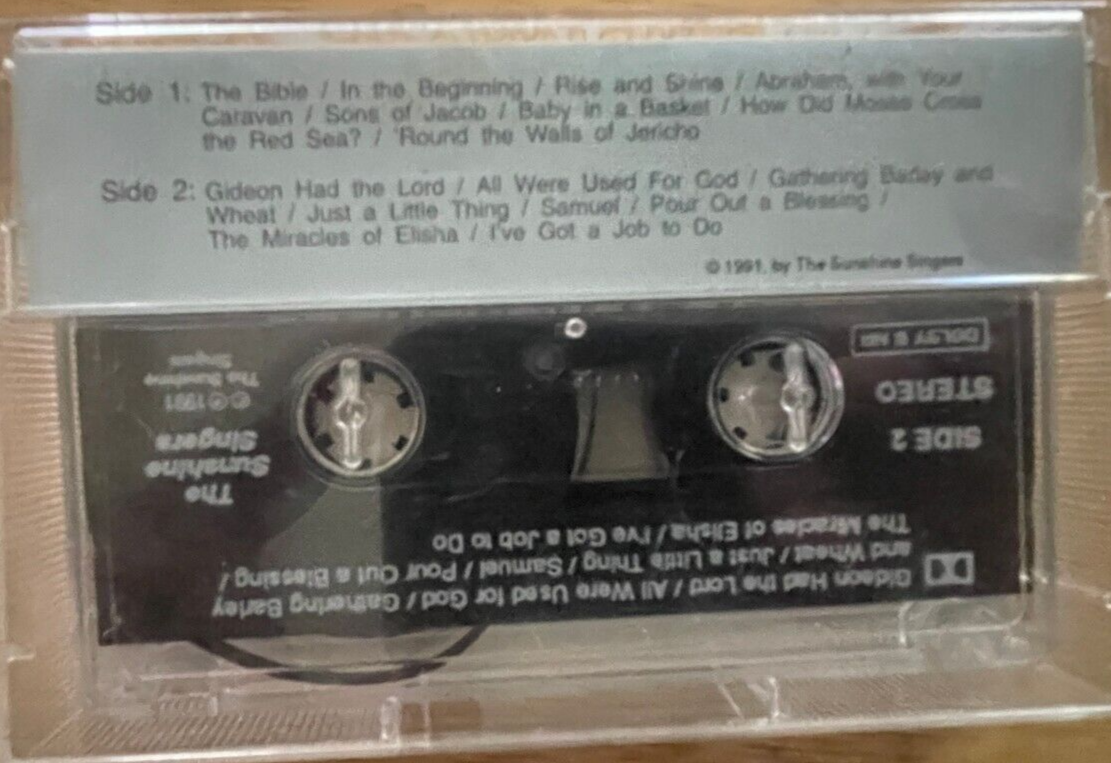 Side 1: The Bible / In the Beginning / Rise and Shine / Abraham, with Your
Caravan / Sons of Jacob / Baby in a Basket / How Did Moses Cross
the Red Sea? / 'Round the Walls of Jericho
Side 2: Gideon Had the Lord / All Were Used For God / Gathering Barley and
Wheat / Just a Little Thing / Samuel / Pour Out a Blessing /
The Miracles of Elisha / I've Got a Job to Do
© 1991, by The Sunshine Singers
Gideon Had the Lord / All Were Used for God / Gathering Barley
and Wheat / Just a Little Thing / Samuel / Pour Out a Blessing /
The Miracles of Elisha / I've Got a Job to Do
The
Sunshine
Singers
© ℗ 1991
The Sunshine
Singers
SIDE 2
STEREO
DOLBY B NR